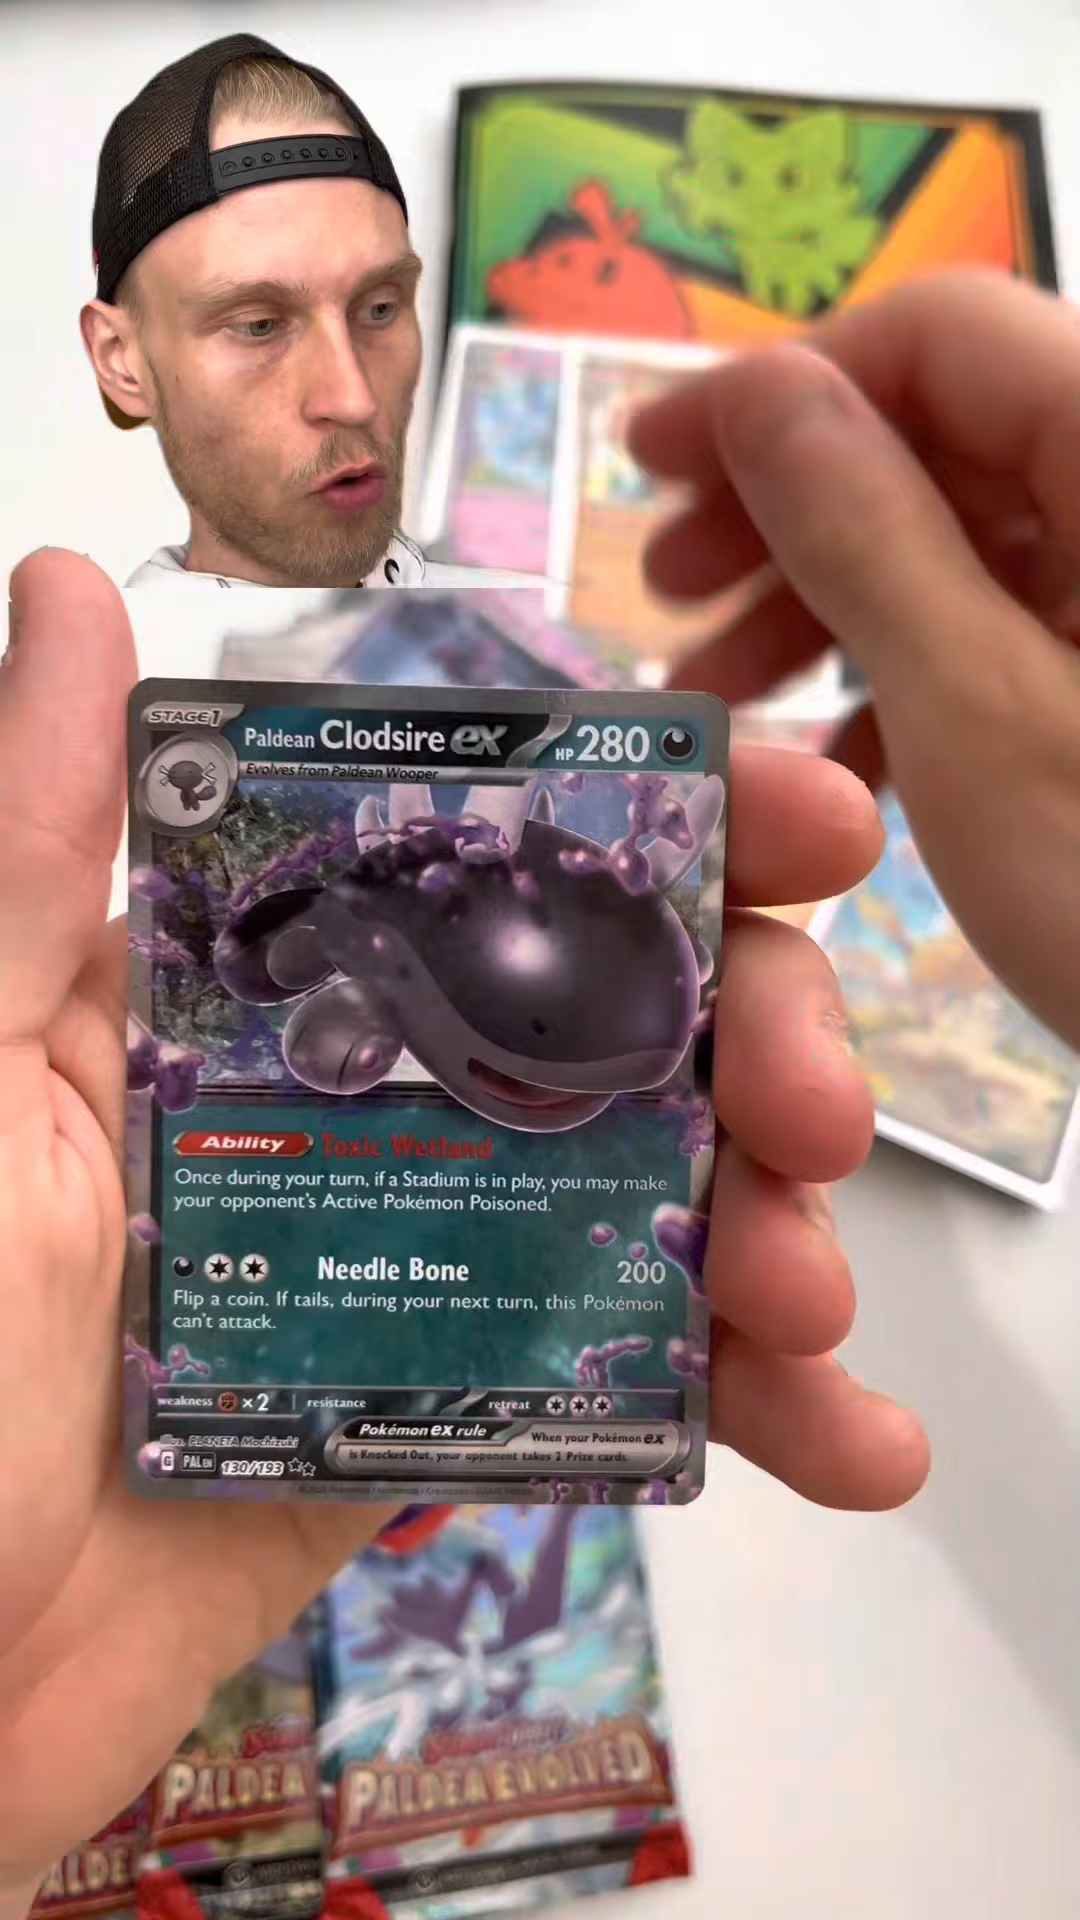 STAGE 1
Paldean Clodsire ex HP 280
Evolves from Paldean Wooper
Ability Toxic Wetland
Once during your turn, if a Stadium is in play, you may make
your opponent's Active Pokémon Poisoned.
Needle Bone 200
Flip a coin. If tails, during your next turn, this Pokémon
can't attack.
weakness ×2 resistance retreat
Pokémon ex rule When your Pokémon ex
is Knocked Out, your opponent takes 2 Prize cards.
Illus. PLANETA Mochizuki
G PAL EN 130/193
PALDEA EVOLVED
PALDEA
ALDE